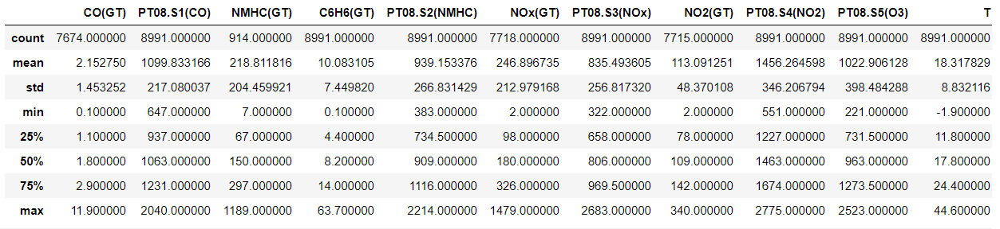 CO(GT) PT08.S1(CO) NMHC(GT) C6H6(GT) PT08.S2(NMHC) NOx(GT) PT08.S3(NOx) NO2(GT) PT08.S4(NO2) PT08.S5(O3) T
count 7674.000000 8991.000000 914.000000 8991.000000 8991.000000 7718.000000 8991.000000 7715.000000 8991.000000 8991.000000 8991.000000
mean 2.152750 1099.833166 218.811816 10.083105 939.153376 246.896735 835.493605 113.091251 1456.264598 1022.906128 18.317829
std 1.453252 217.080037 204.459921 7.449820 266.831429 212.979168 256.817320 48.370108 346.206794 398.484288 8.832116
min 0.100000 647.000000 7.000000 0.100000 383.000000 2.000000 322.000000 2.000000 551.000000 221.000000 -1.900000
25% 1.100000 937.000000 67.000000 4.400000 734.500000 98.000000 658.000000 78.000000 1227.000000 731.500000 11.800000
50% 1.800000 1063.000000 150.000000 8.200000 909.000000 180.000000 806.000000 109.000000 1463.000000 963.000000 17.800000
75% 2.900000 1231.000000 297.000000 14.000000 1116.000000 326.000000 969.500000 142.000000 1674.000000 1273.500000 24.400000
max 11.900000 2040.000000 1189.000000 63.700000 2214.000000 1479.000000 2683.000000 340.000000 2775.000000 2523.000000 44.600000